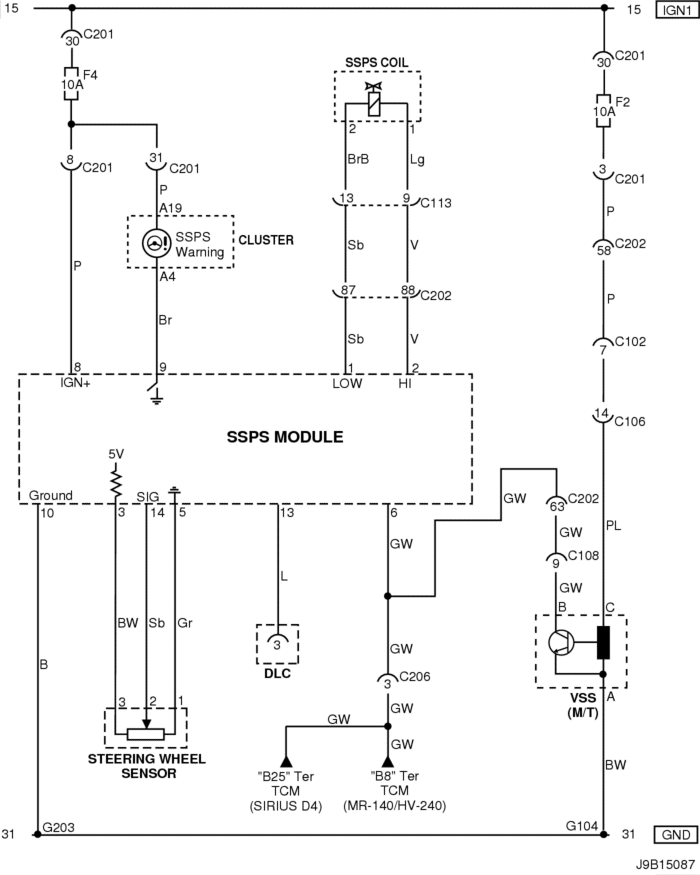 15
15
IGN1
30
C201
F4
10A
SSPS COIL
30
C201
F2
10A
2
1
8
C201
31
C201
BrB
Lg
3
C201
P
A19
13
9
C113
P
SSPS
Warning
CLUSTER
Sb
V
58
C202
P
A4
87
88
C202
P
Br
Sb
V
C102
7
8
9
1
2
IGN+
LOW
HI
14
C106
SSPS MODULE
5V
Ground
SIG
10
3
14
5
13
6
GW
63
C202
GW
GW
PL
9
C108
L
GW
B
C
BW
Sb
Gr
3
DLC
GW
B
3
C206
3
2
1
GW
GW
GW
VSS
(M/T)
A
STEERING WHEEL
SENSOR
"B25" Ter
TCM
(SIRIUS D4)
"B8" Ter
TCM
(MR-140/HV-240)
BW
31
G203
G104
31
GND
J9B15087